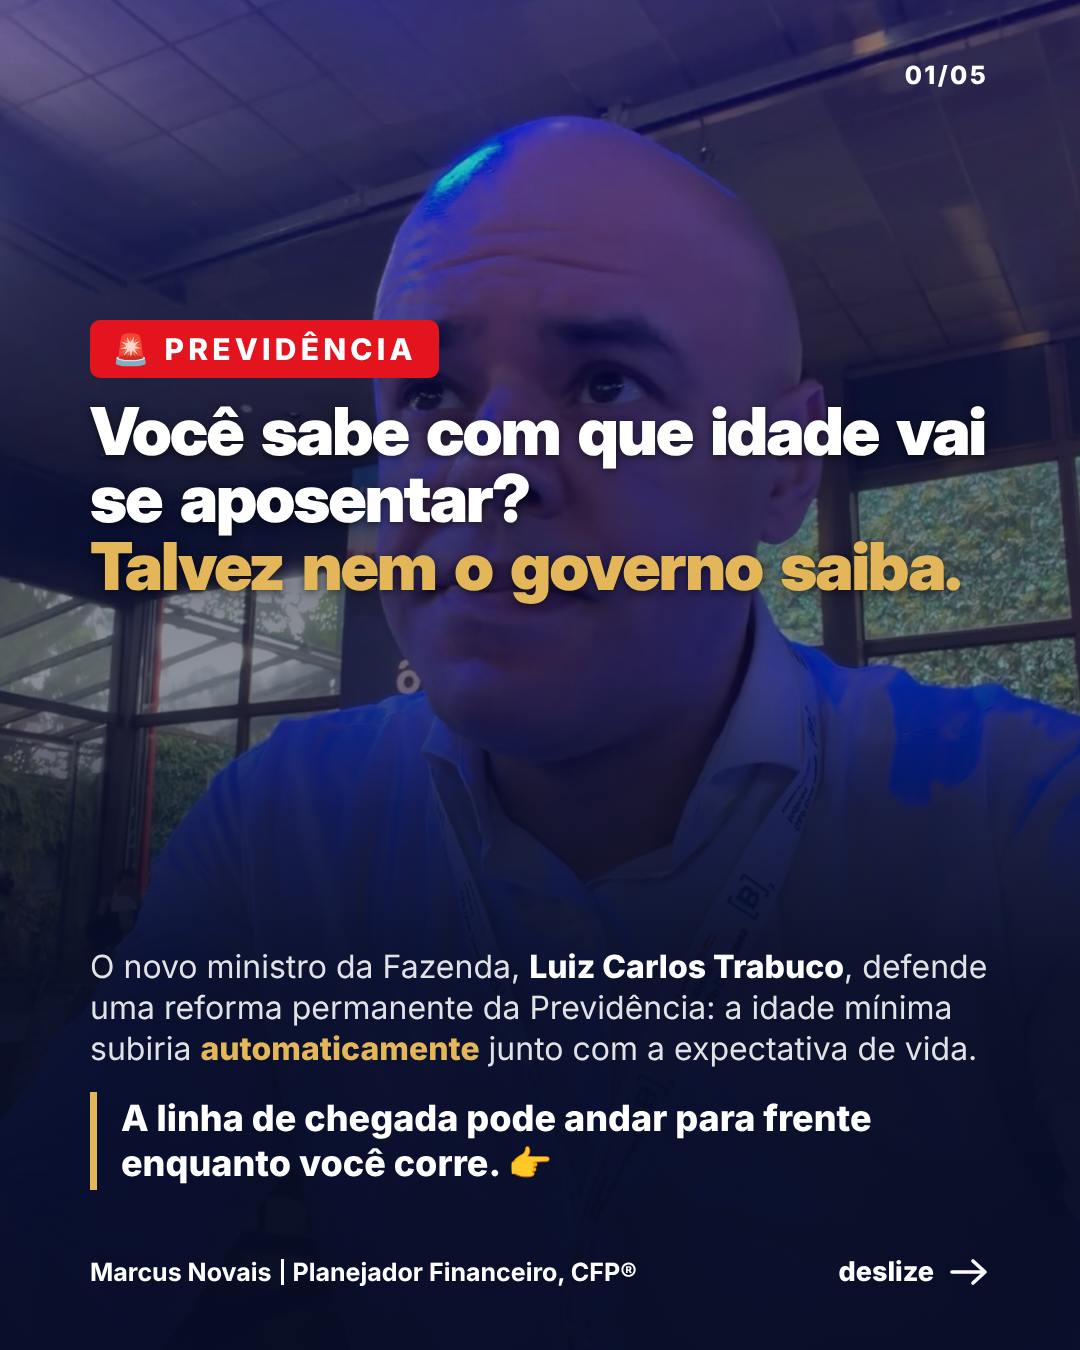 01/05
🚨 PREVIDÊNCIA
Você sabe com que idade vai
se aposentar?
Talvez nem o governo saiba.
ô
[B]³
O novo ministro da Fazenda, Luiz Carlos Trabuco, defende
uma reforma permanente da Previdência: a idade mínima
subiria automaticamente junto com a expectativa de vida.
A linha de chegada pode andar para frente
enquanto você corre. 👉
Marcus Novais | Planejador Financeiro, CFP®
deslize →